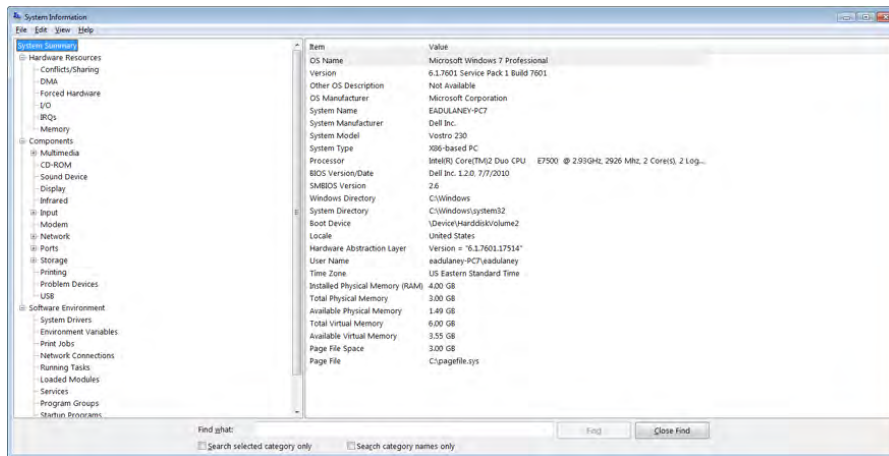 System Information
File Edit View Help
System Summary
Hardware Resources
Conflicts/Sharing
DMA
Forced Hardware
I/O
IRQs
Memory
Components
Multimedia
CD-ROM
Sound Device
Display
Infrared
Input
Modem
Network
Ports
Storage
Printing
Problem Devices
USB
Software Environment
System Drivers
Environment Variables
Print Jobs
Network Connections
Running Tasks
Loaded Modules
Services
Program Groups
Startup Programs
Item Value
OS Name Microsoft Windows 7 Professional
Version 6.1.7601 Service Pack 1 Build 7601
Other OS Description Not Available
OS Manufacturer Microsoft Corporation
System Name EADULANEY-PC7
System Manufacturer Dell Inc.
System Model Vostro 230
System Type X86-based PC
Processor Intel(R) Core(TM)2 Duo CPU E7500 @ 2.93GHz, 2926 Mhz, 2 Core(s), 2 Log...
BIOS Version/Date Dell Inc. 1.2.0, 7/7/2010
SMBIOS Version 2.6
Windows Directory C:\Windows
System Directory C:\Windows\system32
Boot Device \Device\HarddiskVolume2
Locale United States
Hardware Abstraction Layer Version = "6.1.7601.17514"
User Name eadulaney-PC7\eadulaney
Time Zone US Eastern Standard Time
Installed Physical Memory (RAM) 4.00 GB
Total Physical Memory 3.00 GB
Available Physical Memory 1.49 GB
Total Virtual Memory 6.00 GB
Available Virtual Memory 3.55 GB
Page File Space 3.00 GB
Page File C:\pagefile.sys
Find what: Find Close Find
Search selected category only Search category names only